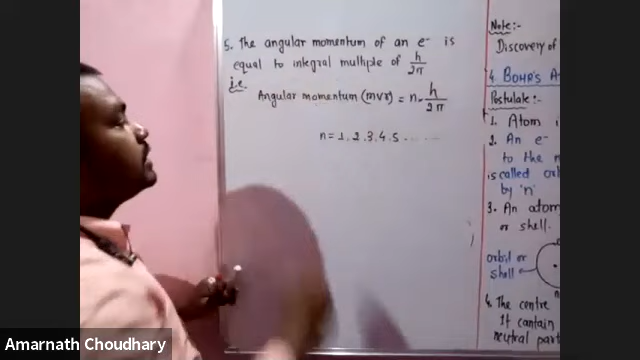 5. The angular momentum of an e⁻ is
equal to integral multiple of h/2π
i.e.
Angular momentum (mvr) = n·h/2π
n = 1, 2, 3, 4, 5 . . . . . .
Note:-
Discovery of
4. BOHR'S A
Postulate:-
1. Atom i
2. An e⁻
to the n
is called orb
by 'n'
3. An atom
or shell.
orbit or
shell
4. The centre
It contain
neutral part
Amarnath Choudhary